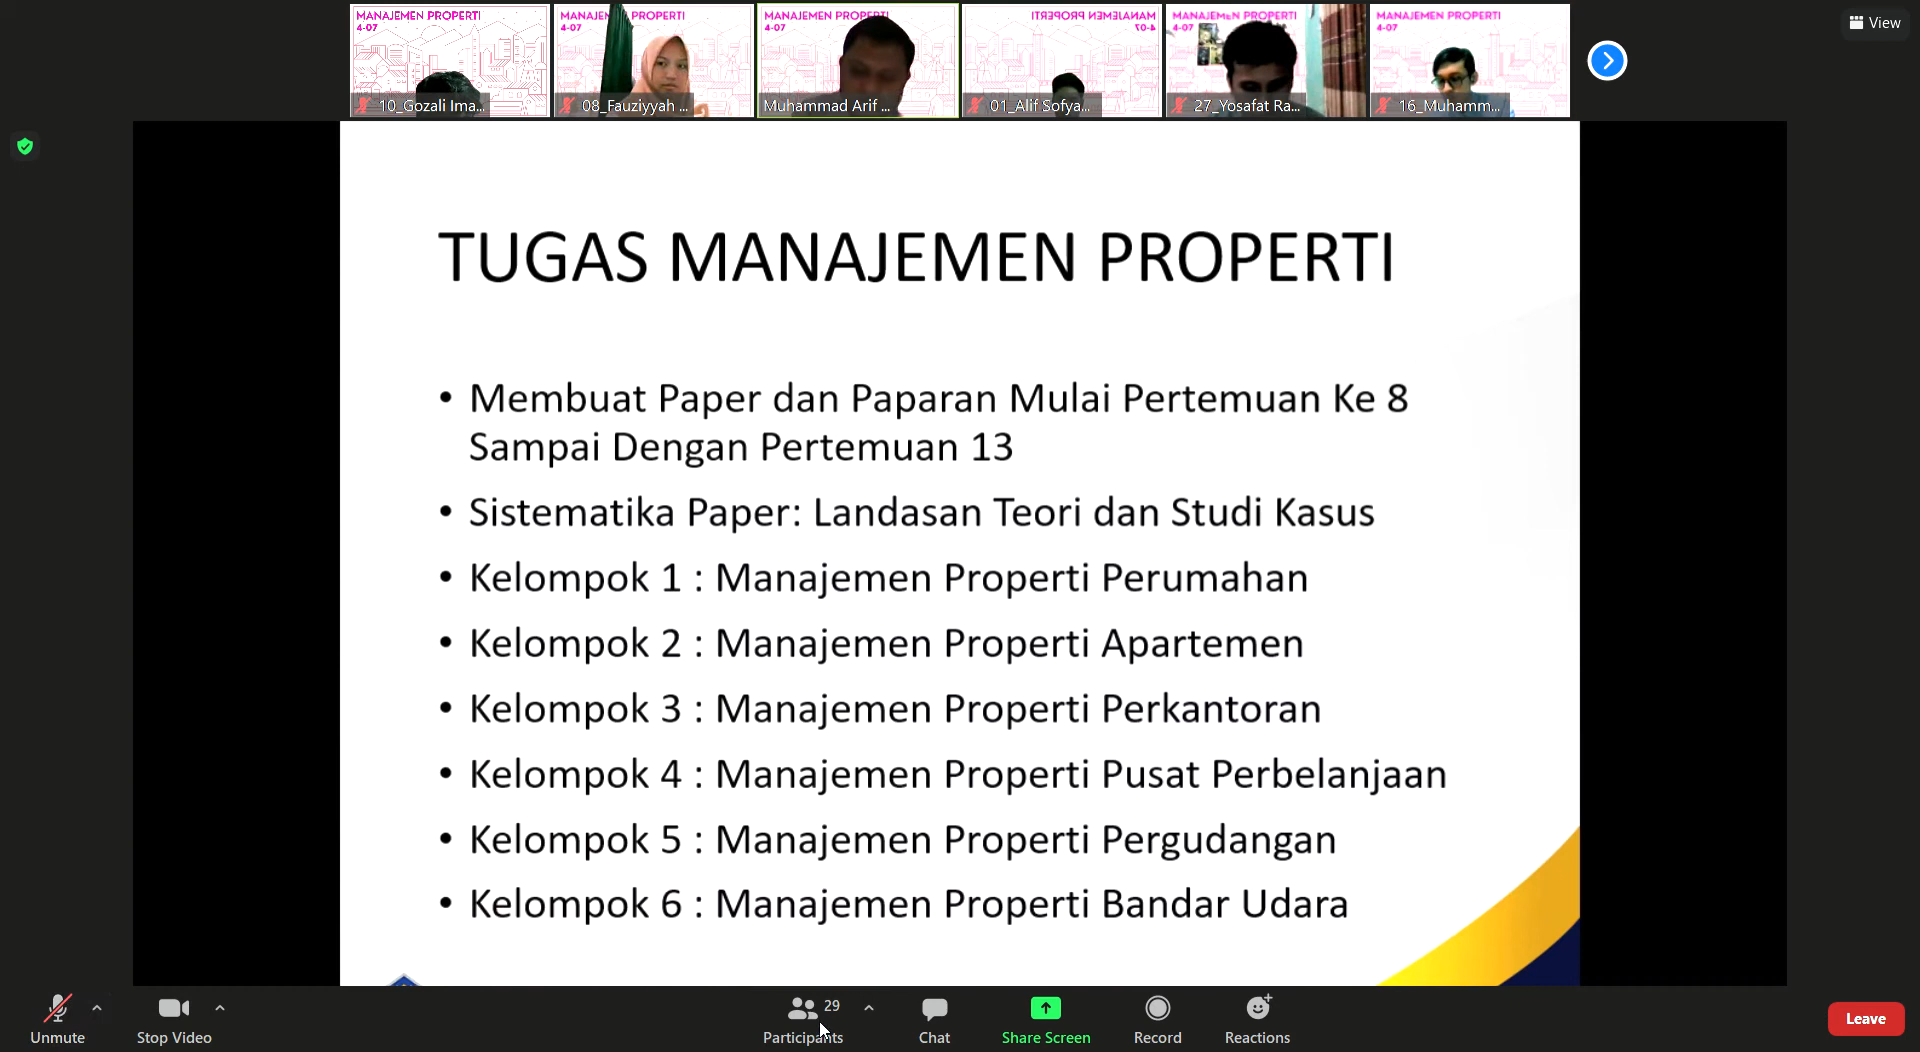 MANAJEMEN PROPERTI
4-07
10_Gozali Ima...
MANAJEMEN PROPERTI
4-07
08_Fauziyyah ...
MANAJEMEN PROPERTI
4-07
Muhammad Arif ...
MANAJEMEN PROPERTI
4-07
01_Alif Sofya...
MANAJEMEN PROPERTI
4-07
27_Yosafat Ra...
MANAJEMEN PROPERTI
4-07
16_Muhamm...
View
TUGAS MANAJEMEN PROPERTI
• Membuat Paper dan Paparan Mulai Pertemuan Ke 8
Sampai Dengan Pertemuan 13
• Sistematika Paper: Landasan Teori dan Studi Kasus
• Kelompok 1 : Manajemen Properti Perumahan
• Kelompok 2 : Manajemen Properti Apartemen
• Kelompok 3 : Manajemen Properti Perkantoran
• Kelompok 4 : Manajemen Properti Pusat Perbelanjaan
• Kelompok 5 : Manajemen Properti Pergudangan
• Kelompok 6 : Manajemen Properti Bandar Udara
Unmute
Stop Video
29
Participants
Chat
Share Screen
Record
Reactions
Leave